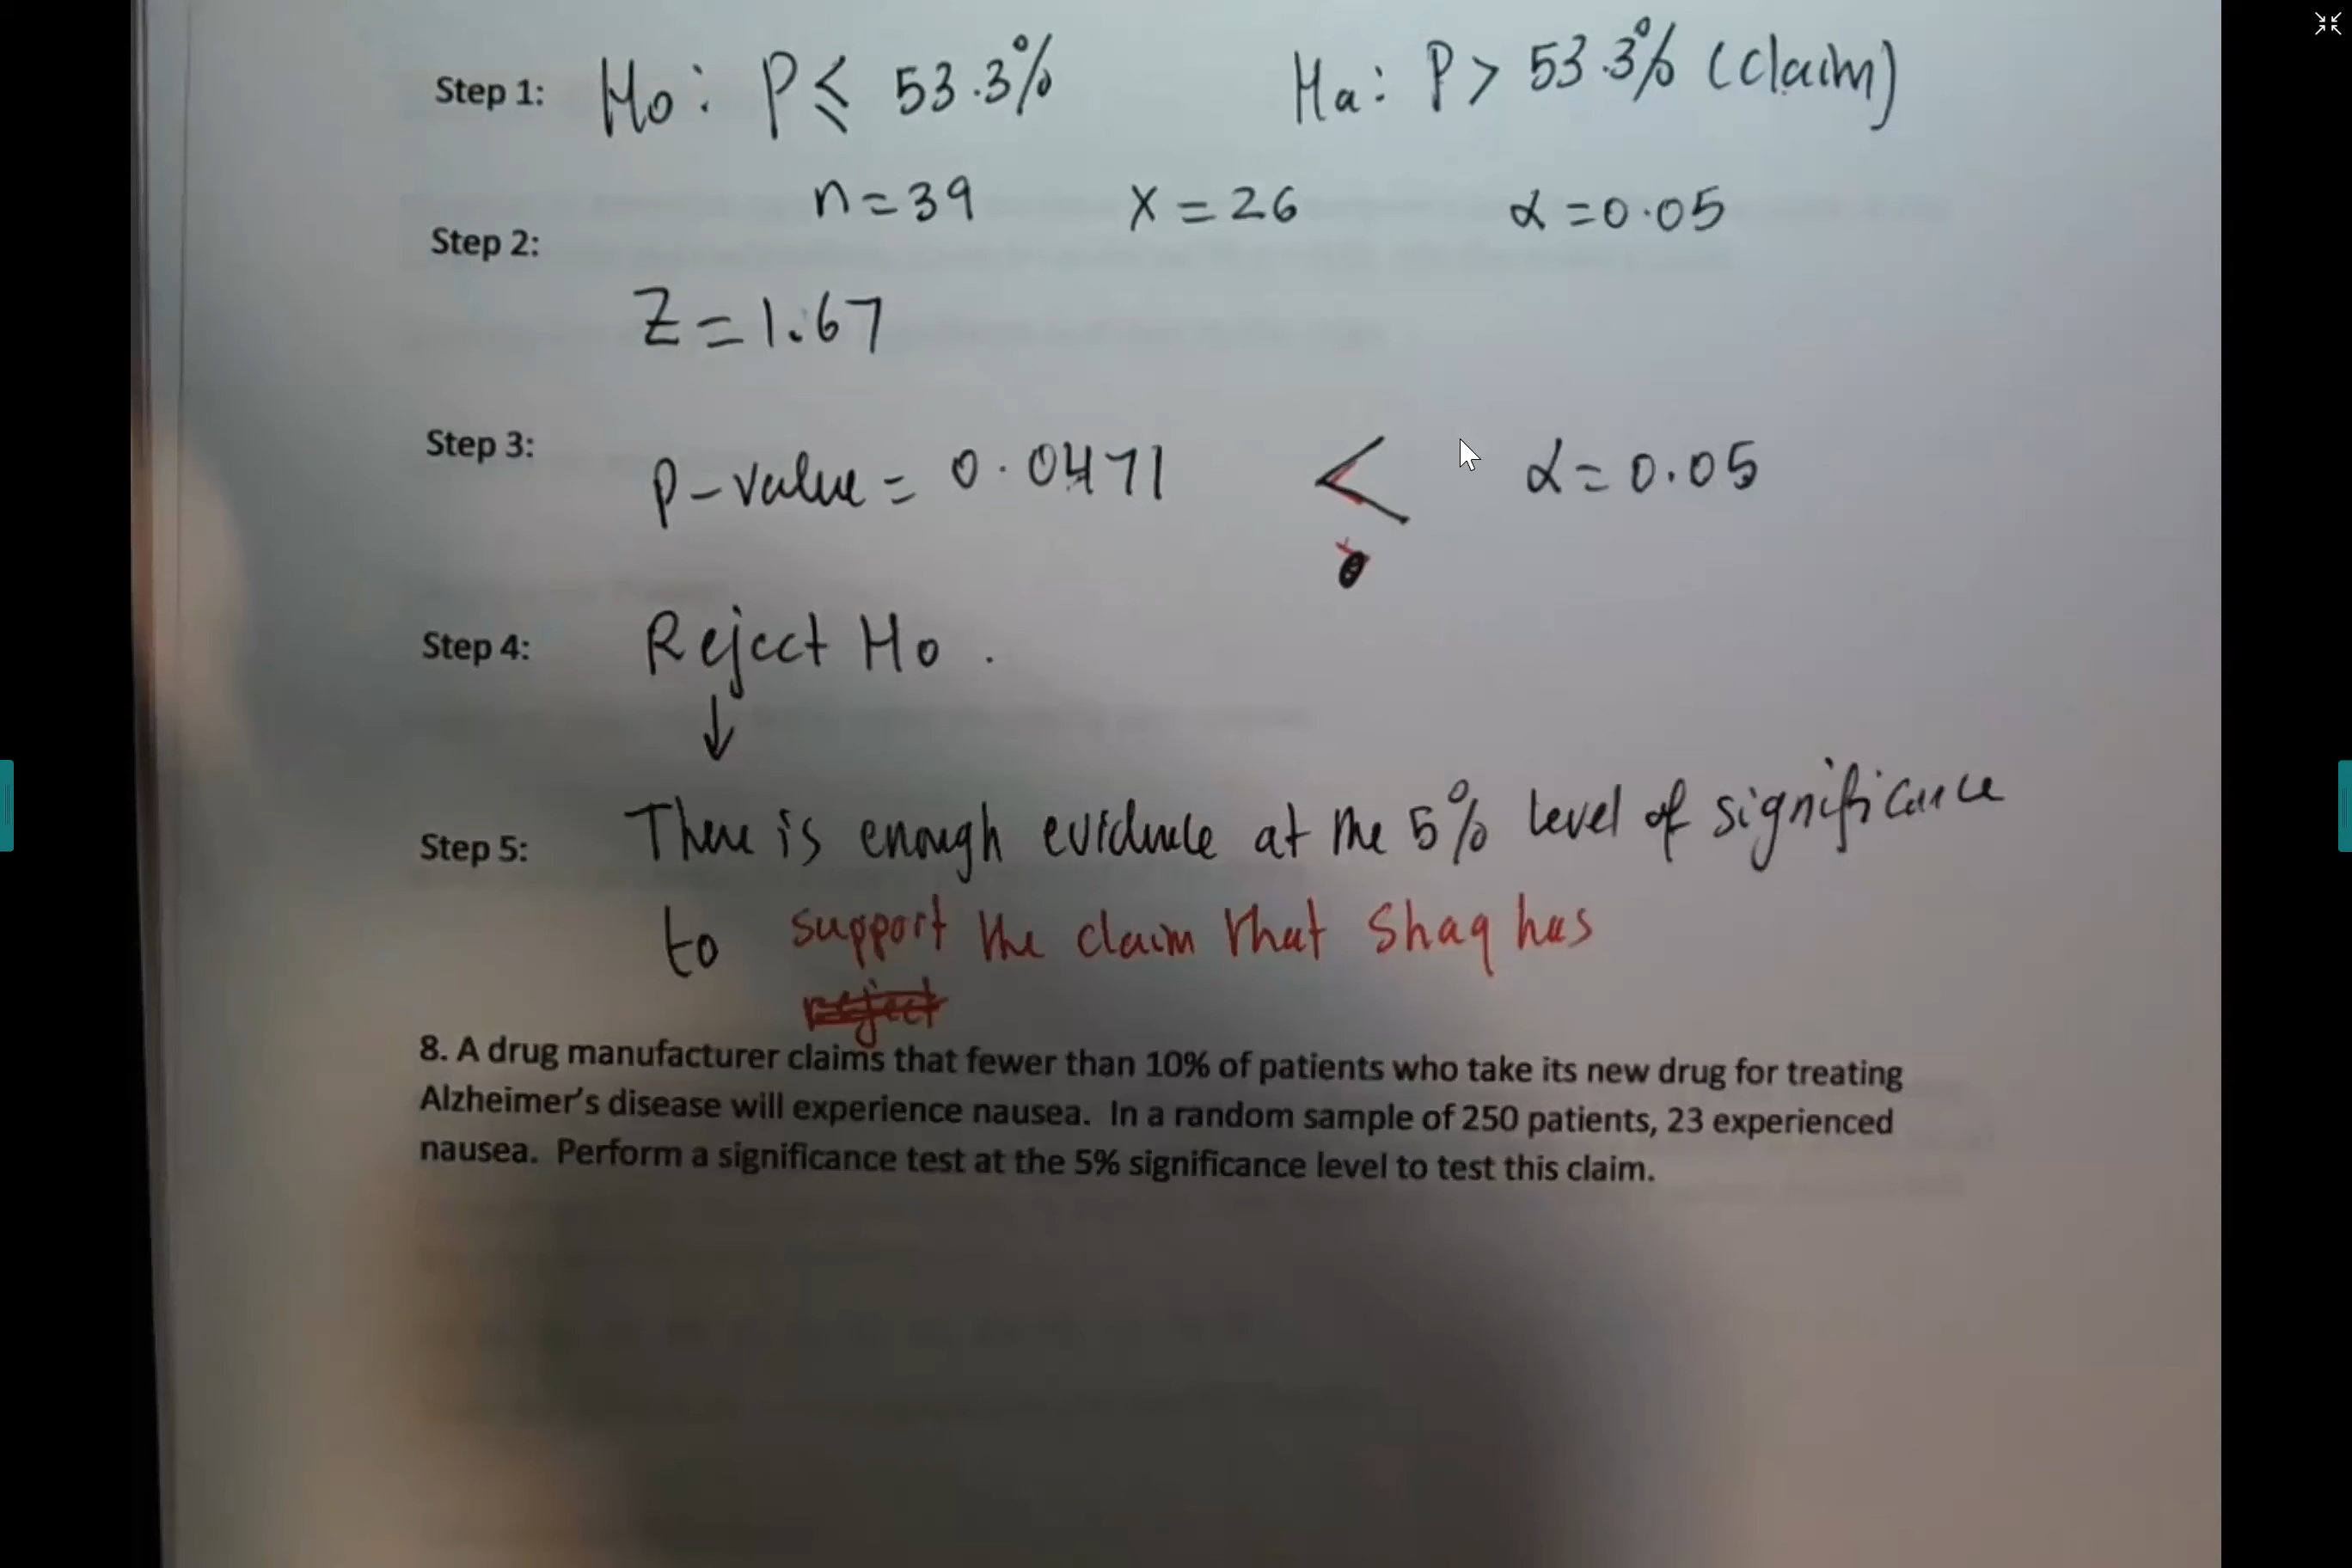 Step 1: Ho: P ≤ 53.3% Ha: P > 53.3% (claim)
n = 39 x = 26 α = 0.05
Step 2:
Z = 1.67
Step 3: P-value = 0.0471 < α = 0.05
Step 4: Reject Ho.
↓
Step 5: There is enough evidence at the 5% level of significance
to support the claim that Shaq has
reject
8. A drug manufacturer claims that fewer than 10% of patients who take its new drug for treating
Alzheimer's disease will experience nausea. In a random sample of 250 patients, 23 experienced
nausea. Perform a significance test at the 5% significance level to test this claim.